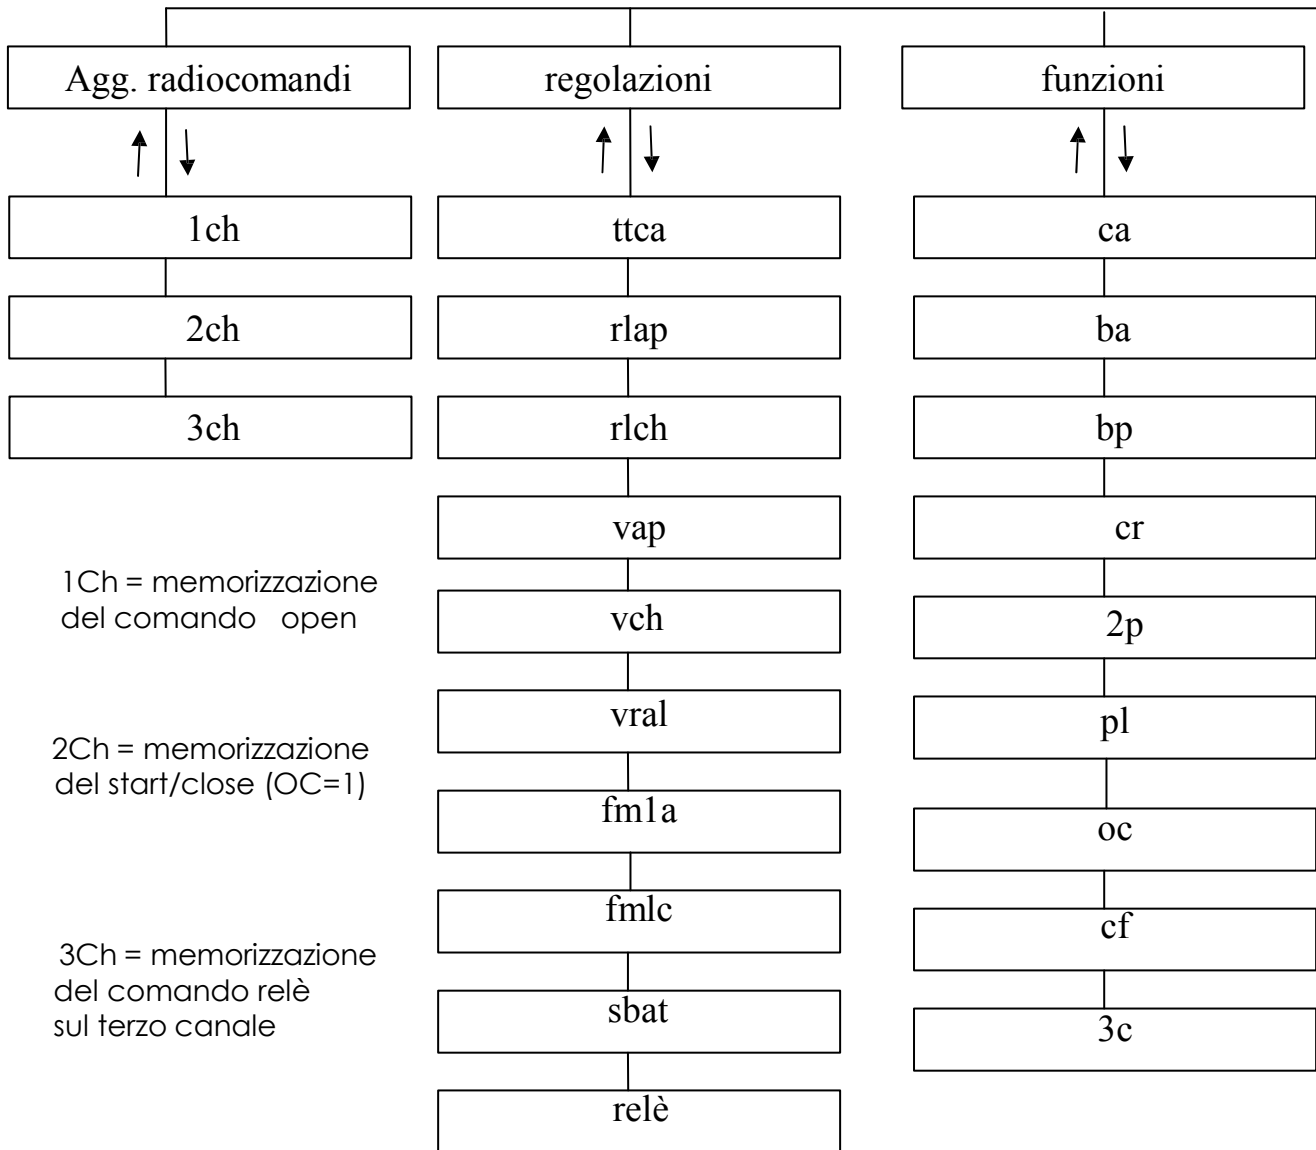 Agg. radiocomandi
1ch
2ch
3ch
1Ch = memorizzazione
del comando open
2Ch = memorizzazione
del start/close (OC=1)
3Ch = memorizzazione
del comando relè
sul terzo canale
regolazioni
ttca
rlap
rlch
vap
vch
vral
fm1a
fmlc
sbat
relè
funzioni
ca
ba
bp
cr
2p
pl
oc
cf
3c